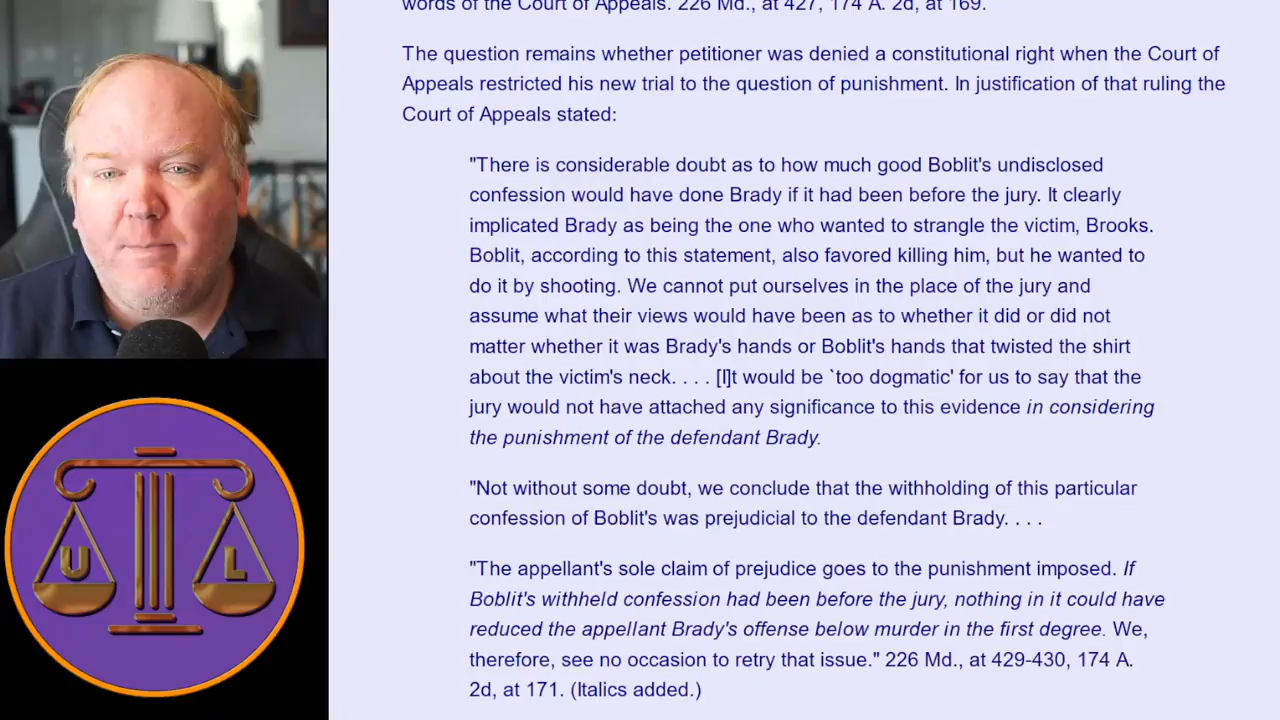 words of the Court of Appeals. 226 Md., at 427, 174 A. 2d, at 169.
The question remains whether petitioner was denied a constitutional right when the Court of
Appeals restricted his new trial to the question of punishment. In justification of that ruling the
Court of Appeals stated:
"There is considerable doubt as to how much good Boblit's undisclosed
confession would have done Brady if it had been before the jury. It clearly
implicated Brady as being the one who wanted to strangle the victim, Brooks.
Boblit, according to this statement, also favored killing him, but he wanted to
do it by shooting. We cannot put ourselves in the place of the jury and
assume what their views would have been as to whether it did or did not
matter whether it was Brady's hands or Boblit's hands that twisted the shirt
about the victim's neck. . . . [I]t would be `too dogmatic' for us to say that the
jury would not have attached any significance to this evidence in considering
the punishment of the defendant Brady.
"Not without some doubt, we conclude that the withholding of this particular
confession of Boblit's was prejudicial to the defendant Brady. . . .
"The appellant's sole claim of prejudice goes to the punishment imposed. If
Boblit's withheld confession had been before the jury, nothing in it could have
reduced the appellant Brady's offense below murder in the first degree. We,
therefore, see no occasion to retry that issue." 226 Md., at 429-430, 174 A.
2d, at 171. (Italics added.)
U L